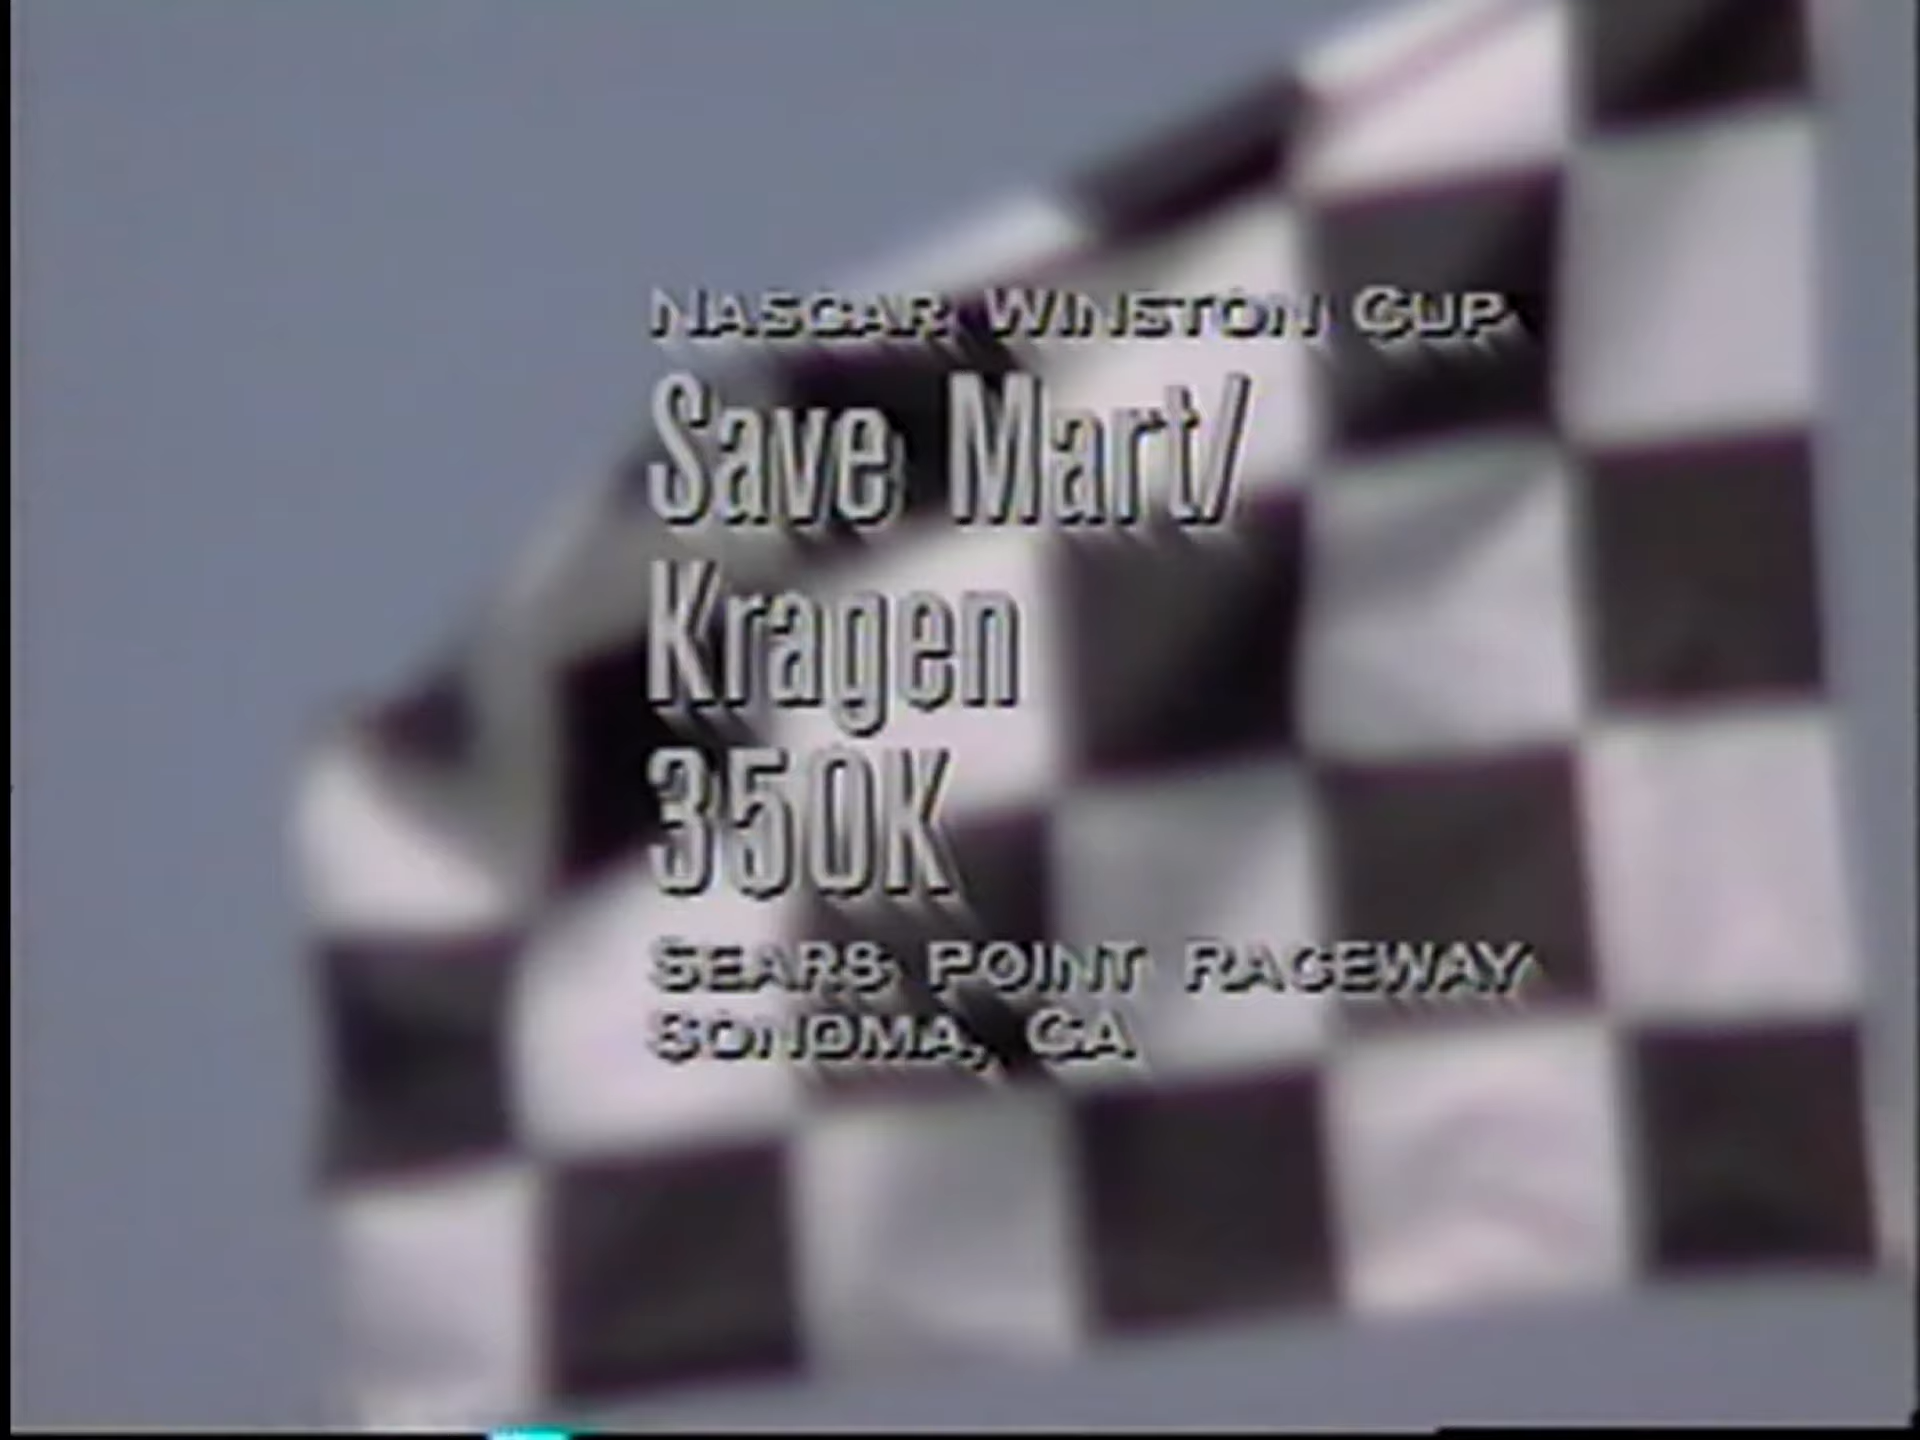 NASCAR WINSTON CUP
Save Mart/
Kragen
350K
SEARS POINT RACEWAY
SONOMA, CA